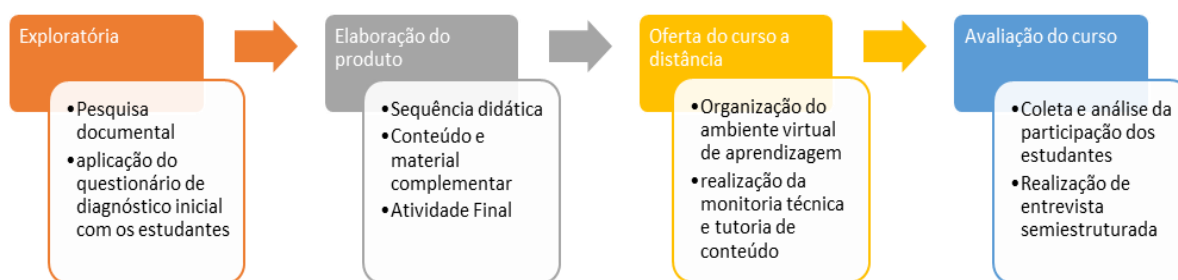 Exploratória
•Pesquisa
documental
•aplicação do
questionário de
diagnóstico inicial
com os estudantes
Elaboração do
produto
•Sequência didática
•Conteúdo e
material
complementar
•Atividade Final
Oferta do curso a
distância
•Organização do
ambiente virtual
de aprendizagem
•realização da
monitoria técnica
e tutoria de
conteúdo
Avaliação do curso
•Coleta e análise da
participação dos
estudantes
•Realização de
entrevista
semiestruturada